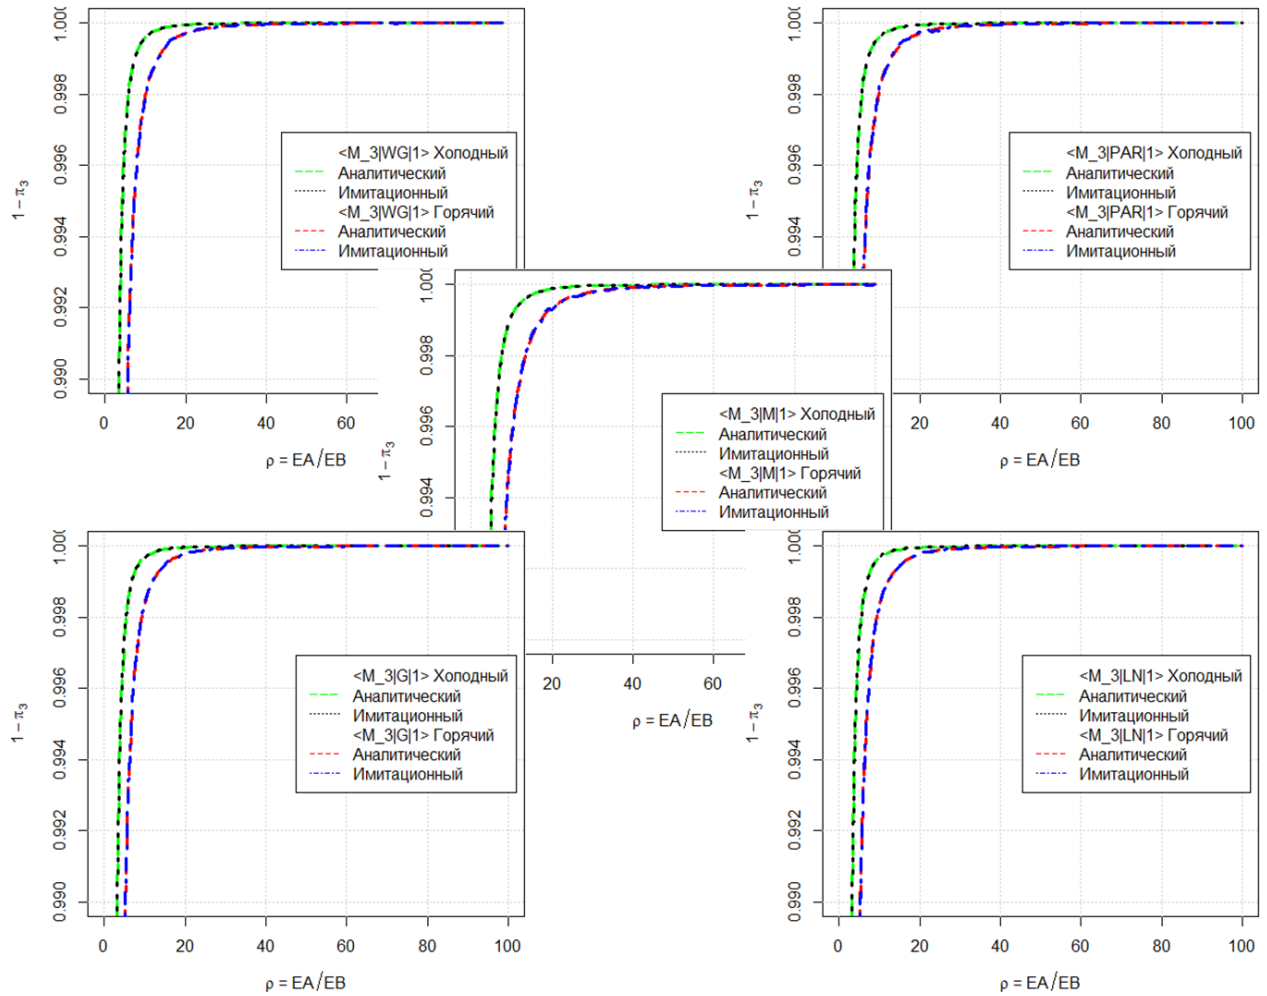 1.000
0.998
0.996
0.994
0.992
0.990
1 − π₃
<M_3|WG|1> Холодный
Аналитический
Имитационный
<M_3|WG|1> Горячий
Аналитический
Имитационный
0 20 40 60
ρ = EA/EB
1.000
0.998
0.996
0.994
1 − π₃
<M_3|PAR|1> Холодный
Аналитический
Имитационный
<M_3|PAR|1> Горячий
Аналитический
Имитационный
20 40 60 80 100
ρ = EA/EB
1.000
0.998
0.996
0.994
1 − π₃
<M_3|M|1> Холодный
Аналитический
Имитационный
<M_3|M|1> Горячий
Аналитический
Имитационный
20 40 60
ρ = EA/EB
1.000
0.998
0.996
0.994
0.992
0.990
1 − π₃
<M_3|G|1> Холодный
Аналитический
Имитационный
<M_3|G|1> Горячий
Аналитический
Имитационный
0 20 40 60 80 100
ρ = EA/EB
1.000
0.998
0.996
0.994
0.992
0.990
1 − π₃
<M_3|LN|1> Холодный
Аналитический
Имитационный
<M_3|LN|1> Горячий
Аналитический
Имитационный
0 20 40 60 80 100
ρ = EA/EB